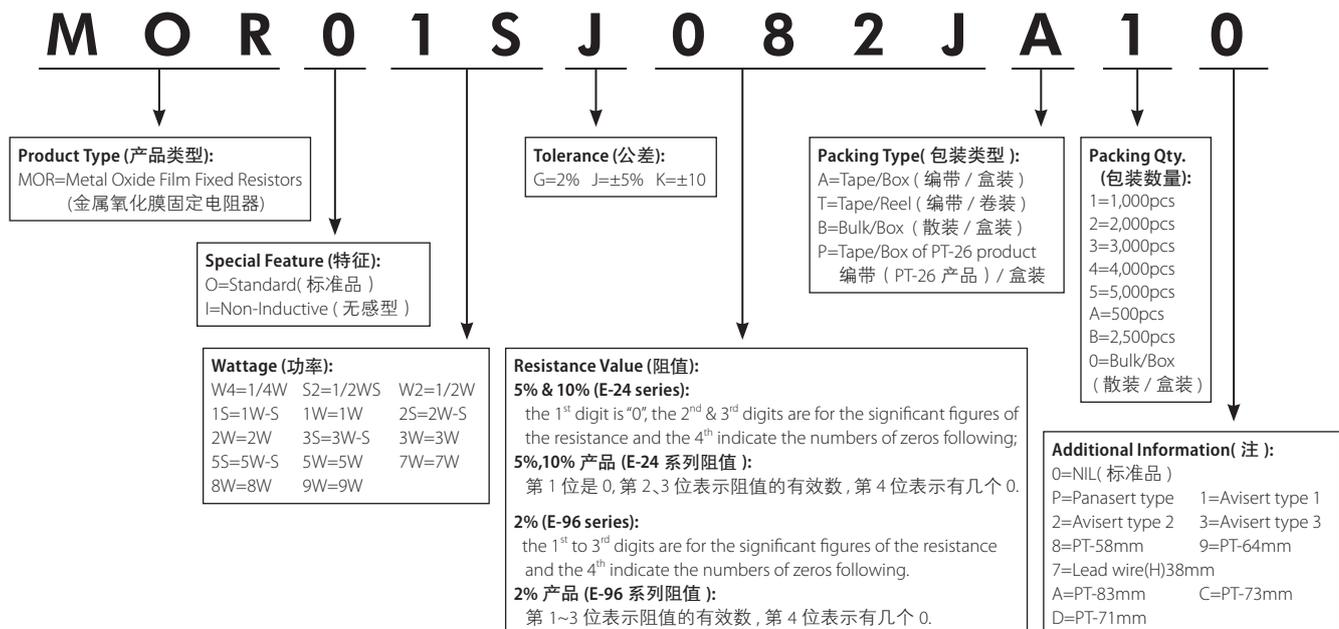 MOR01SJ082JA10
Product Type (产品类型):
MOR=Metal Oxide Film Fixed Resistors
(金属氧化膜固定电阻器)
Special Feature (特征):
O=Standard( 标准品 )
I=Non-Inductive ( 无感型 )
Wattage (功率):
W4=1/4W S2=1/2WS W2=1/2W
1S=1W-S 1W=1W 2S=2W-S
2W=2W 3S=3W-S 3W=3W
5S=5W-S 5W=5W 7W=7W
8W=8W 9W=9W
Tolerance (公差):
G=2% J=±5% K=±10
Resistance Value (阻值):
5% & 10% (E-24 series):
the 1st digit is “0”, the 2nd & 3rd digits are for the significant figures of
the resistance and the 4th indicate the numbers of zeros following;
5%,10% 产品 (E-24 系列阻值 ):
第 1 位是 0, 第 2、3 位表示阻值的有效数 , 第 4 位表示有几个 0.
2% (E-96 series):
the 1st to 3rd digits are for the significant figures of the resistance
and the 4th indicate the numbers of zeros following.
2% 产品 (E-96 系列阻值 ):
第 1~3 位表示阻值的有效数 , 第 4 位表示有几个 0.
Packing Type( 包装类型 ):
A=Tape/Box ( 编带 / 盒装 )
T=Tape/Reel ( 编带 / 卷装 )
B=Bulk/Box ( 散装 / 盒装 )
P=Tape/Box of PT-26 product
编带 ( PT-26 产品 ) / 盒装
Packing Qty.
(包装数量):
1=1,000pcs
2=2,000pcs
3=3,000pcs
4=4,000pcs
5=5,000pcs
A=500pcs
B=2,500pcs
0=Bulk/Box
( 散装 / 盒装 )
Additional Information( 注 ):
0=NIL( 标准品 )
P=Panasert type 1=Avisert type 1
2=Avisert type 2 3=Avisert type 3
8=PT-58mm 9=PT-64mm
7=Lead wire(H)38mm
A=PT-83mm C=PT-73mm
D=PT-71mm